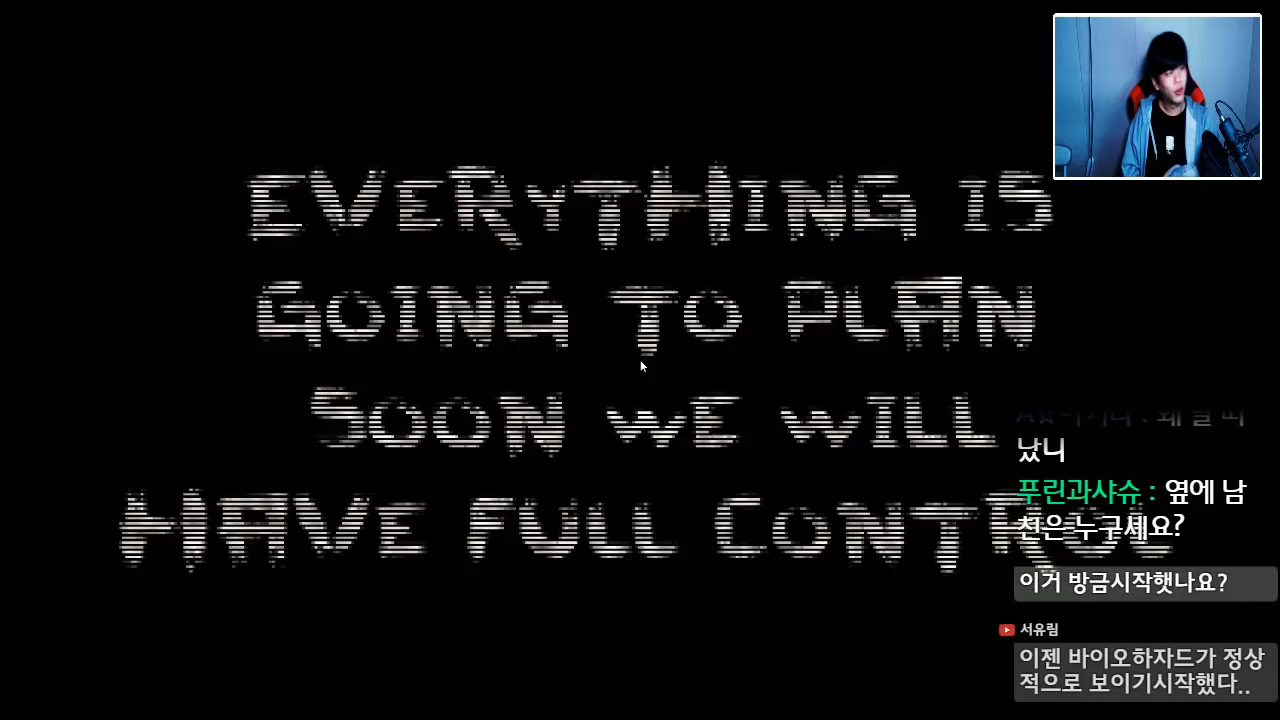 EVERYTHING IS
GOING TO PLAN
SOON WE WILL
HAVE FULL CONTROL
났니
푸린과샤슈 : 옆에 남
친은누구세요?
이거 방금시작햇나요?
서유림
이젠 바이오하자드가 정상
적으로 보이기시작했다..